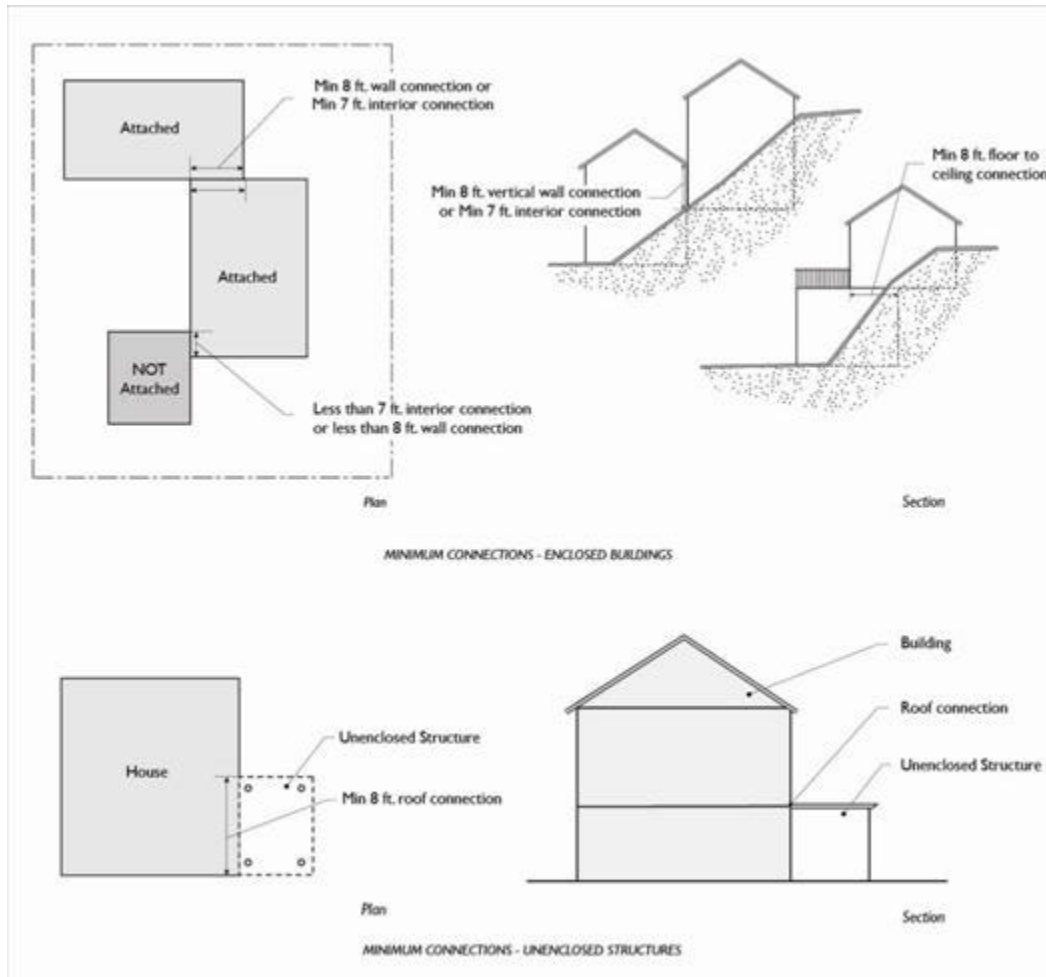 Min 8 ft. wall connection or
Min 7 ft. interior connection
Attached
Attached
NOT
Attached
Less than 7 ft. interior connection
or less than 8 ft. wall connection
Plan
Min 8 ft. vertical wall connection
or Min 7 ft. interior connection
Min 8 ft. floor to
ceiling connection
Section
MINIMUM CONNECTIONS - ENCLOSED BUILDINGS
House
Unenclosed Structure
Min 8 ft. roof connection
Plan
Building
Roof connection
Unenclosed Structure
Section
MINIMUM CONNECTIONS - UNENCLOSED STRUCTURES